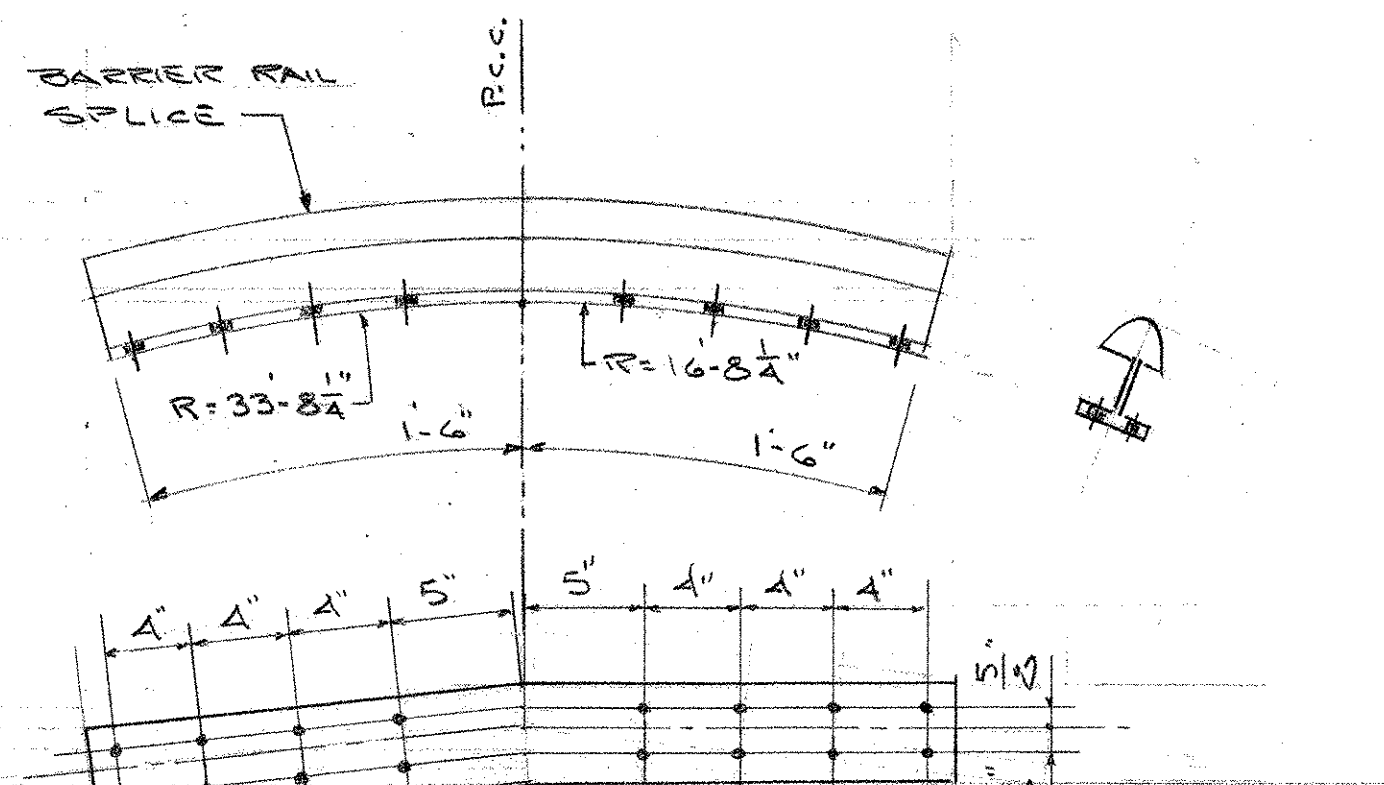 P.C.C.
BARRIER RAIL
SPLICE
R= 16'-8 1/4"
R= 33'-8 1/4"
1'-6"
1'-6"
4" 4" 4" 5" 5" 4" 4" 4"